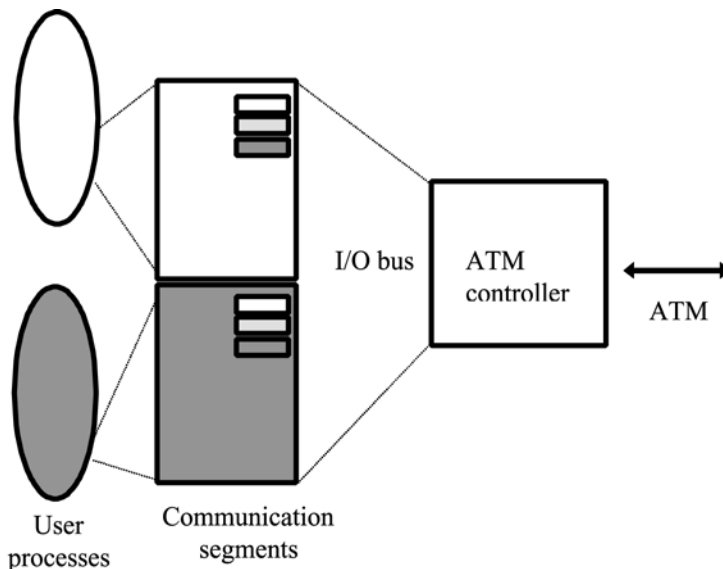 I/O bus
ATM
controller
ATM
User
processes
Communication
segments